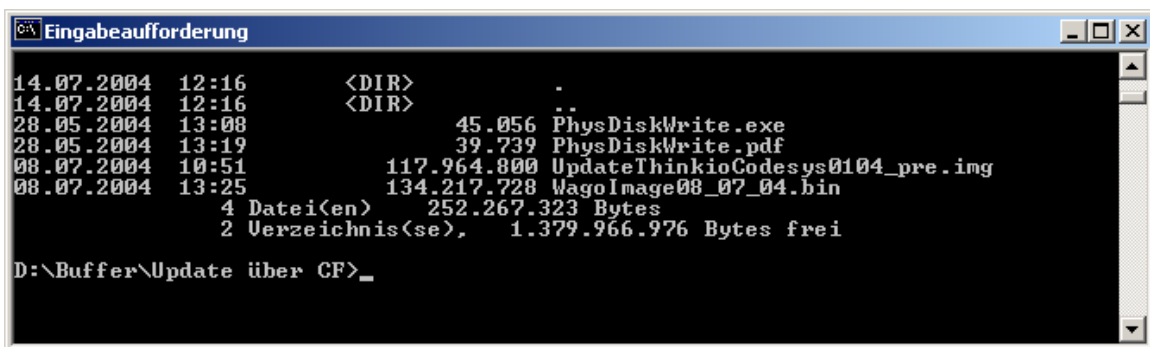 Eingabeaufforderung
14.07.2004 12:16 <DIR> .
14.07.2004 12:16 <DIR> ..
28.05.2004 13:08 45.056 PhysDiskWrite.exe
28.05.2004 13:19 39.739 PhysDiskWrite.pdf
08.07.2004 10:51 117.964.800 UpdateThinkioCodesys0104_pre.img
08.07.2004 13:25 134.217.728 WagoImage08_07_04.bin
4 Datei(en) 252.267.323 Bytes
2 Verzeichnis(se), 1.379.966.976 Bytes frei
D:\Buffer\Update über CF>_